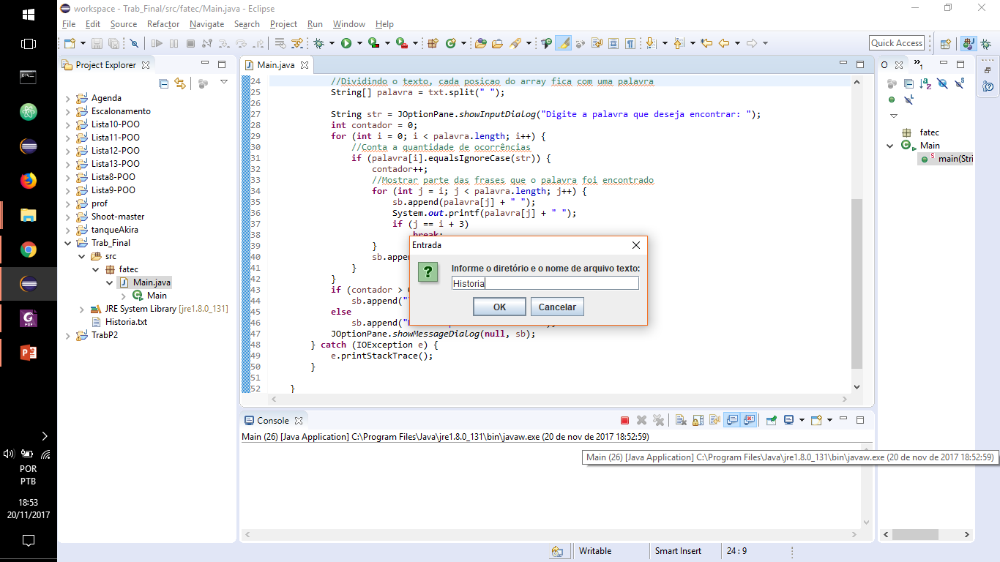 workspace - Trab_Final/src/fatec/Main.java - Eclipse
File Edit Source Refactor Navigate Search Project Run Window Help
Quick Access
Project Explorer
Agenda
Escalonamento
Lista10-POO
Lista11-POO
Lista12-POO
Lista13-POO
Lista8-POO
Lista9-POO
prof
Shoot-master
tanqueAkira
Trab_Final
src
fatec
Main.java
Main
JRE System Library [jre1.8.0_131]
Historia.txt
TrabP2
Main.java
24 //Dividindo o texto, cada posicao do array fica com uma palavra
25 String[] palavra = txt.split(" ");
26
27 String str = JOptionPane.showInputDialog("Digite a palavra que deseja encontrar: ");
28 int contador = 0;
29 for (int i = 0; i < palavra.length; i++) {
30 //Conta a quantidade de ocorrências
31 if (palavra[i].equalsIgnoreCase(str)) {
32 contador++;
33 //Mostrar parte das frases que o palavra foi encontrado
34 for (int j = i; j < palavra.length; j++) {
35 sb.append(palavra[j] + " ");
36 System.out.printf(palavra[j] + " ");
37 if (j == i + 3)
38 break;
39 }
40 sb.appe
41 }
42 }
43 if (contador >
44 sb.append("
45 else
46 sb.append("
47 JOptionPane.showMessageDialog(null, sb);
48 } catch (IOException e) {
49 e.printStackTrace();
50 }
51
52 }
Entrada
?
Informe o diretório e o nome de arquivo texto:
Historia
OK Cancelar
O
1
fatec
Main
main(Stri
Console
Main (26) [Java Application] C:\Program Files\Java\jre1.8.0_131\bin\javaw.exe (20 de nov de 2017 18:52:59)
Main (26) [Java Application] C:\Program Files\Java\jre1.8.0_131\bin\javaw.exe (20 de nov de 2017 18:52:59)
Writable Smart Insert 24 : 9
POR
PTB
18:53
20/11/2017